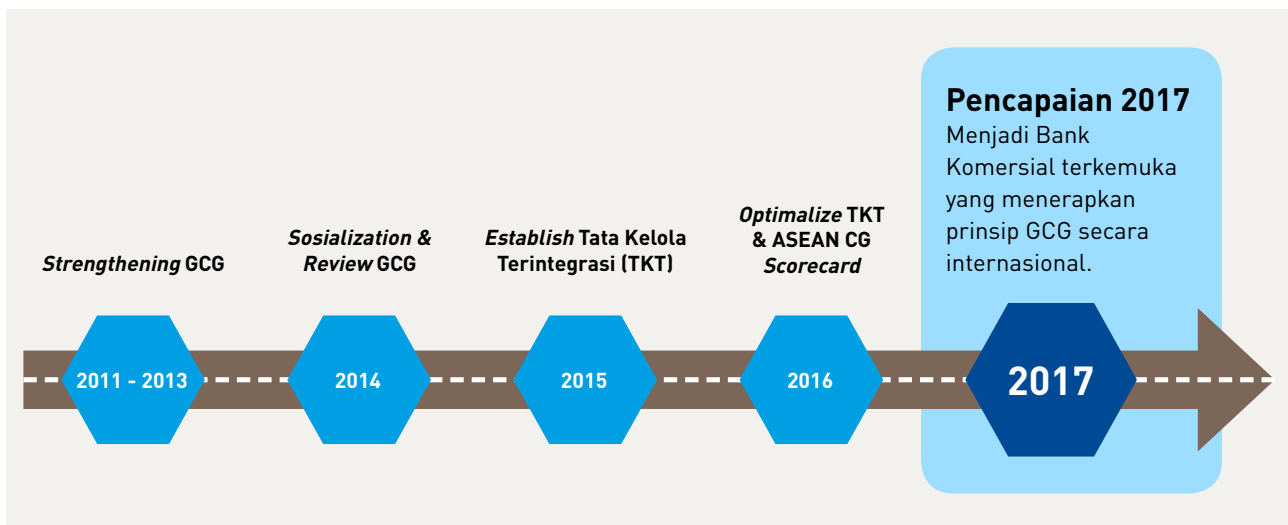 Strengthening GCG
2011 - 2013
Sosialization &
Review GCG
2014
Establish Tata Kelola
Terintegrasi (TKT)
2015
Optimalize TKT
& ASEAN CG
Scorecard
2016
Pencapaian 2017
Menjadi Bank
Komersial terkemuka
yang menerapkan
prinsip GCG secara
internasional.
2017